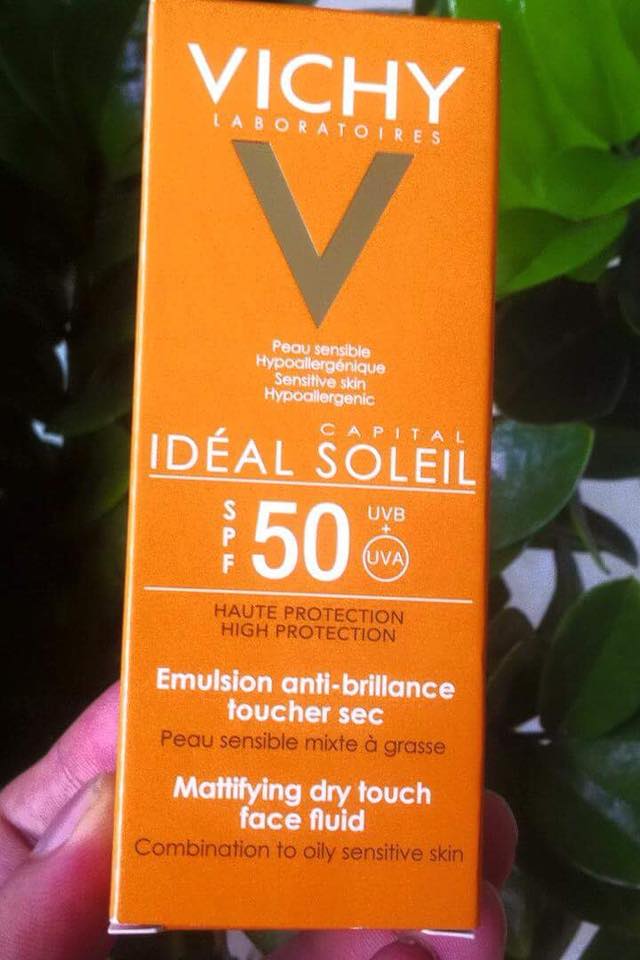 VICHY
LABORATOIRES
V
Peau sensible
Hypoallergénique
Sensitive skin
Hypoallergenic
CAPITAL
IDÉAL SOLEIL
SPF 50 UVB + UVA
HAUTE PROTECTION
HIGH PROTECTION
Emulsion anti-brillance
toucher sec
Peau sensible mixte à grasse
Mattifying dry touch
face fluid
Combination to oily sensitive skin